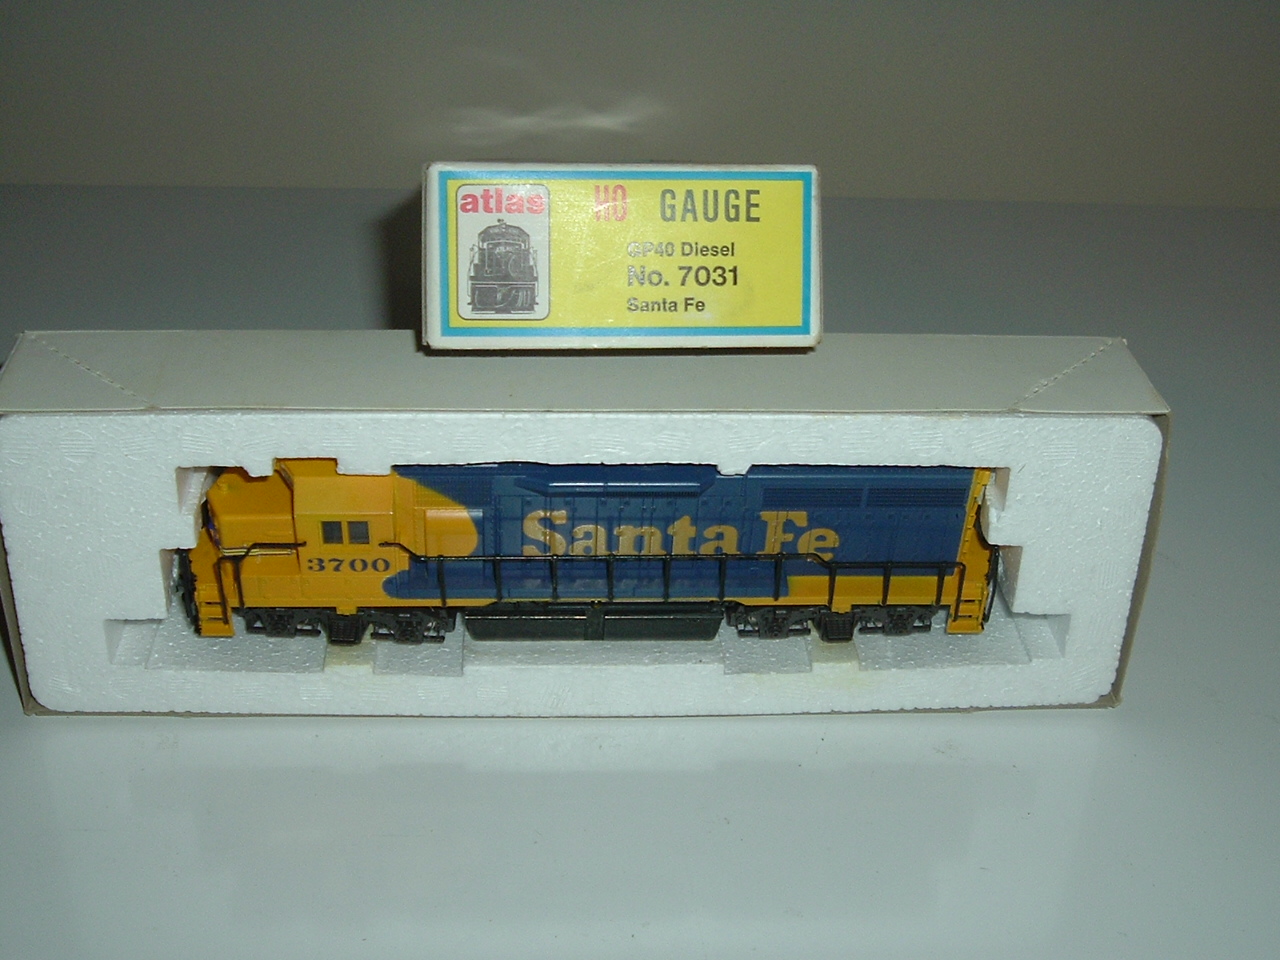 atlas
HO GAUGE
GP40 Diesel
No. 7031
Santa Fe
Santa Fe
3700